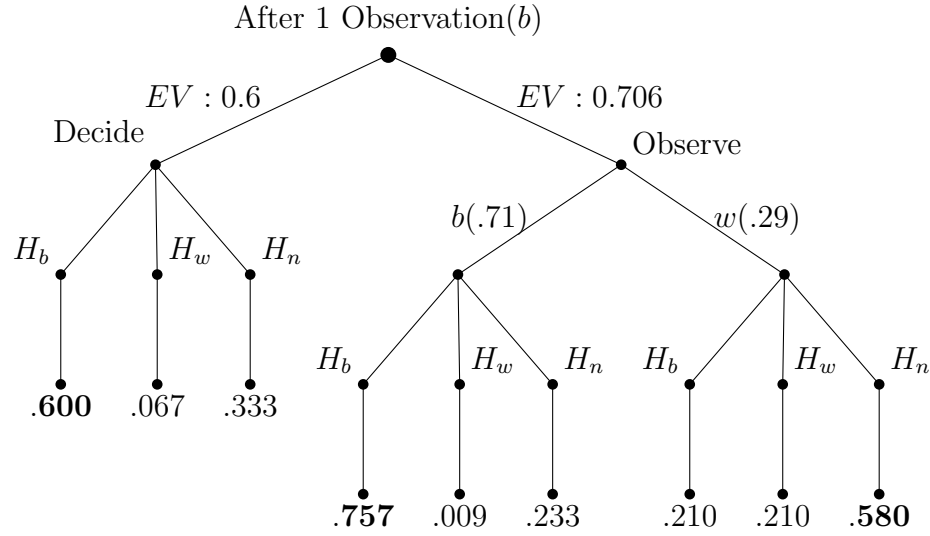 After 1 Observation(b)
EV : 0.6
EV : 0.706
Decide
Observe
b(.71)
w(.29)
H_b
H_w
H_n
H_b
H_w
H_n
H_b
H_w
H_n
.600
.067
.333
.757
.009
.233
.210
.210
.580